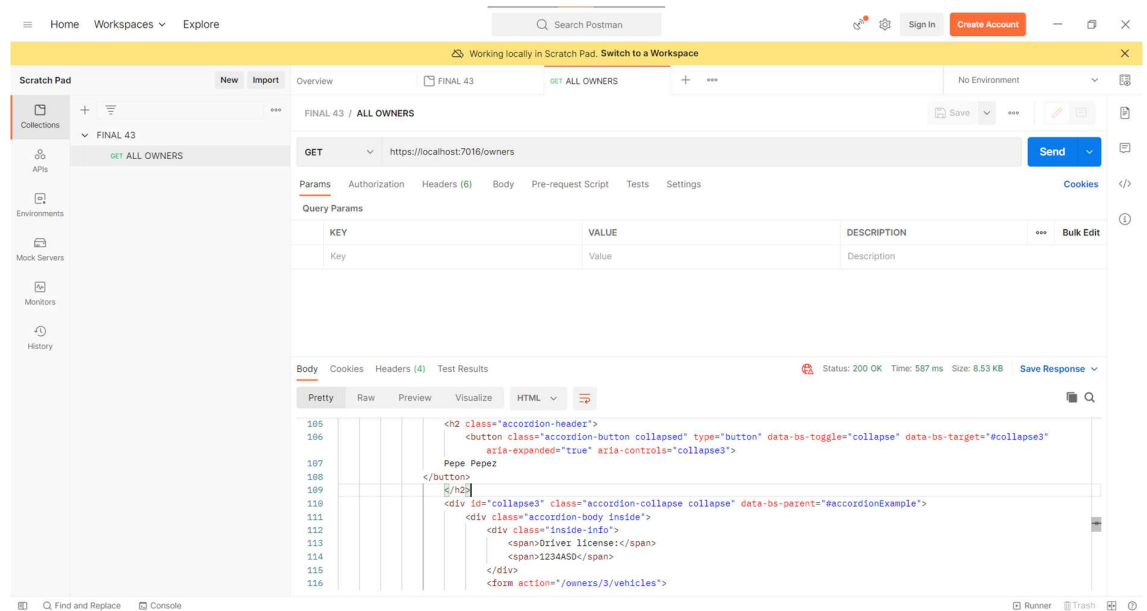 Home Workspaces Explore Search Postman Sign In Create Account
Working locally in Scratch Pad. Switch to a Workspace
Scratch Pad New Import Overview FINAL 43 GET ALL OWNERS No Environment
Collections
APIs
Environments
Mock Servers
Monitors
History
FINAL 43
GET ALL OWNERS
FINAL 43 / ALL OWNERS Save
GET https://localhost:7016/owners Send
Params Authorization Headers (6) Body Pre-request Script Tests Settings Cookies
Query Params
KEY VALUE DESCRIPTION Bulk Edit
Key Value Description
Body Cookies Headers (4) Test Results Status: 200 OK Time: 587 ms Size: 8.53 KB Save Response
Pretty Raw Preview Visualize HTML
105 <h2 class="accordion-header">
106 <button class="accordion-button collapsed" type="button" data-bs-toggle="collapse" data-bs-target="#collapse3"
aria-expanded="true" aria-controls="collapse3">
107 Pepe Pepez
108 </button>
109 </h2>
110 <div id="collapse3" class="accordion-collapse collapse" data-bs-parent="#accordionExample">
111 <div class="accordion-body inside">
112 <div class="inside-info">
113 <span>Driver license:</span>
114 <span>1234ASD</span>
115 </div>
116 <form action="/owners/3/vehicles">
Find and Replace Console Runner Trash